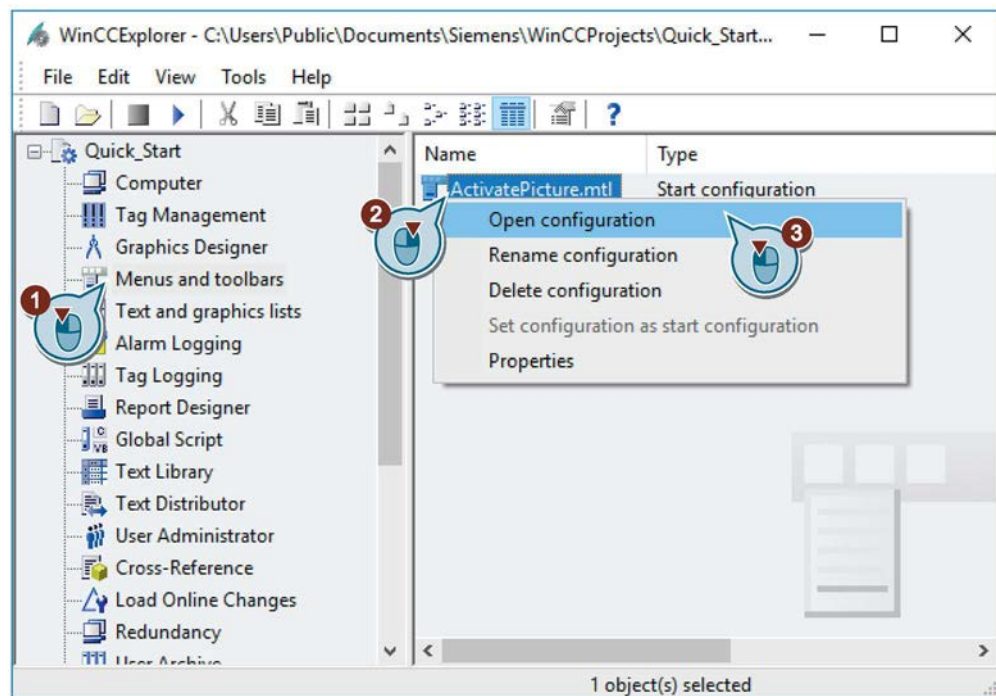 WinCCExplorer - C:\Users\Public\Documents\Siemens\WinCCProjects\Quick_Start...
File Edit View Tools Help
Quick_Start
Computer
Tag Management
Graphics Designer
Menus and toolbars
Text and graphics lists
Alarm Logging
Tag Logging
Report Designer
Global Script
Text Library
Text Distributor
User Administrator
Cross-Reference
Load Online Changes
Redundancy
User Archive
Name Type
ActivatePicture.mtl Start configuration
Open configuration
Rename configuration
Delete configuration
Set configuration as start configuration
Properties
1
2
3
1 object(s) selected